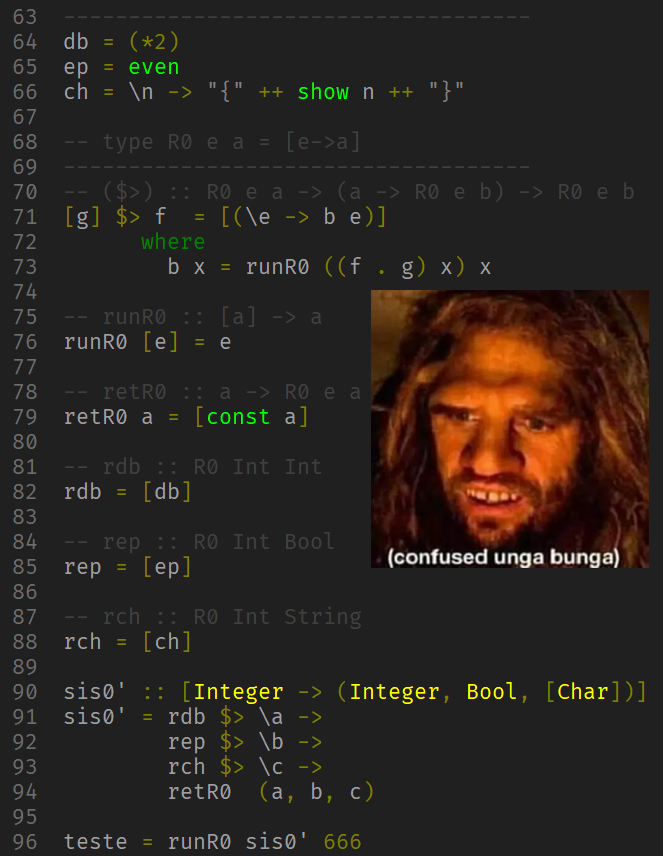 63 ------------------------------------
64 db = (*2)
65 ep = even
66 ch = \n -> "{" ++ show n ++ "}"
67
68 -- type R0 e a = [e->a]
69 ------------------------------------
70 -- ($>) :: R0 e a -> (a -> R0 e b) -> R0 e b
71 [g] $> f  = [(\e -> b e)]
72       where
73         b x = runR0 ((f . g) x) x
74
75 -- runR0 :: [a] -> a
76 runR0 [e] = e
77
78 -- retR0 :: a -> R0 e a
79 retR0 a = [const a]
80
81 -- rdb :: R0 Int Int
82 rdb = [db]
83
84 -- rep :: R0 Int Bool
85 rep = [ep]
86
87 -- rch :: R0 Int String
88 rch = [ch]
89
90 sis0' :: [Integer -> (Integer, Bool, [Char])]
91 sis0' = rdb $> \a ->
92         rep $> \b ->
93         rch $> \c ->
94         retR0  (a, b, c)
95
96 teste = runR0 sis0' 666
(confused unga bunga)